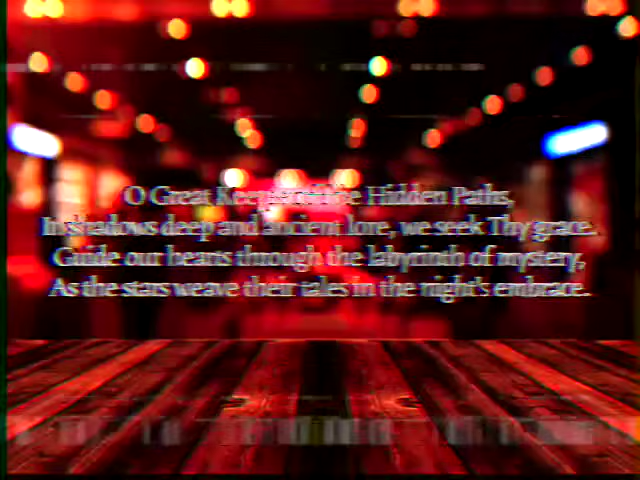 O Great Keeper of the Hidden Paths,
In shadows deep and ancient lore, we seek Thy grace.
Guide our hearts through the labyrinth of mystery,
As the stars weave their tales in the night's embrace.